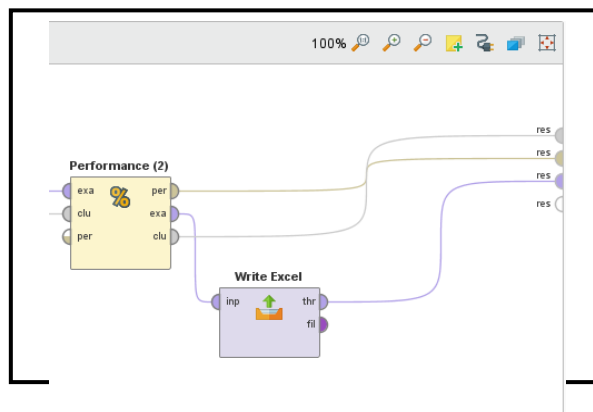 100%
res
res
res
res
Performance (2)
exa % per
clu exa
per clu
Write Excel
inp thr
fil